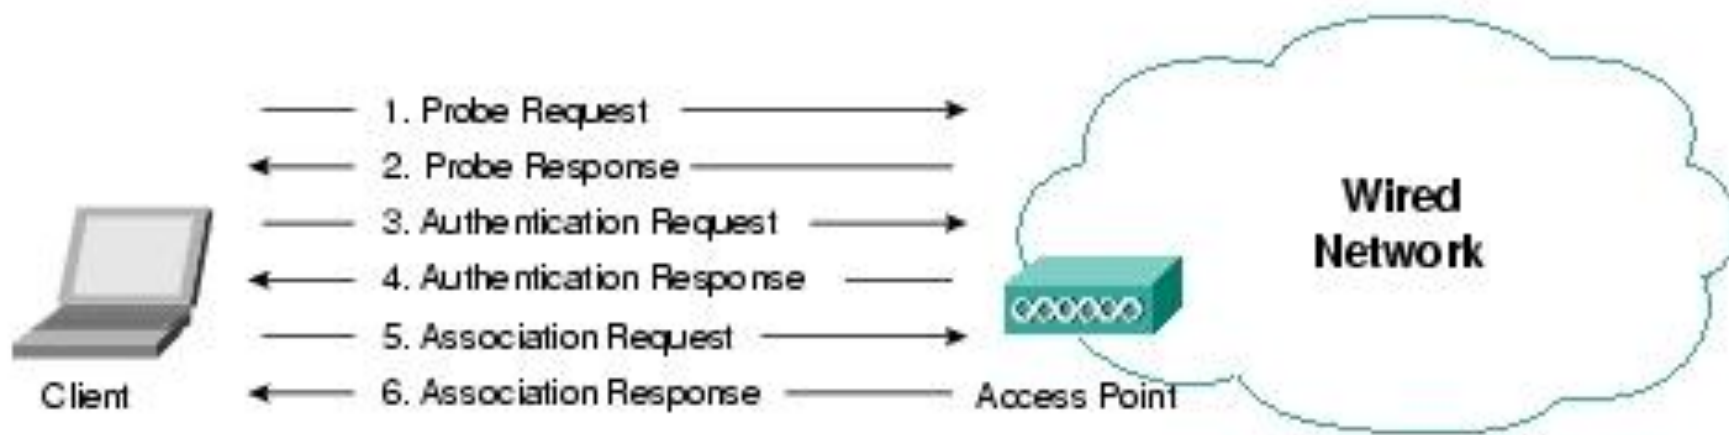 1. Probe Request
2. Probe Response
3. Authentication Request
4. Authentication Response
5. Association Request
6. Association Response
Client
Access Point
Wired
Network